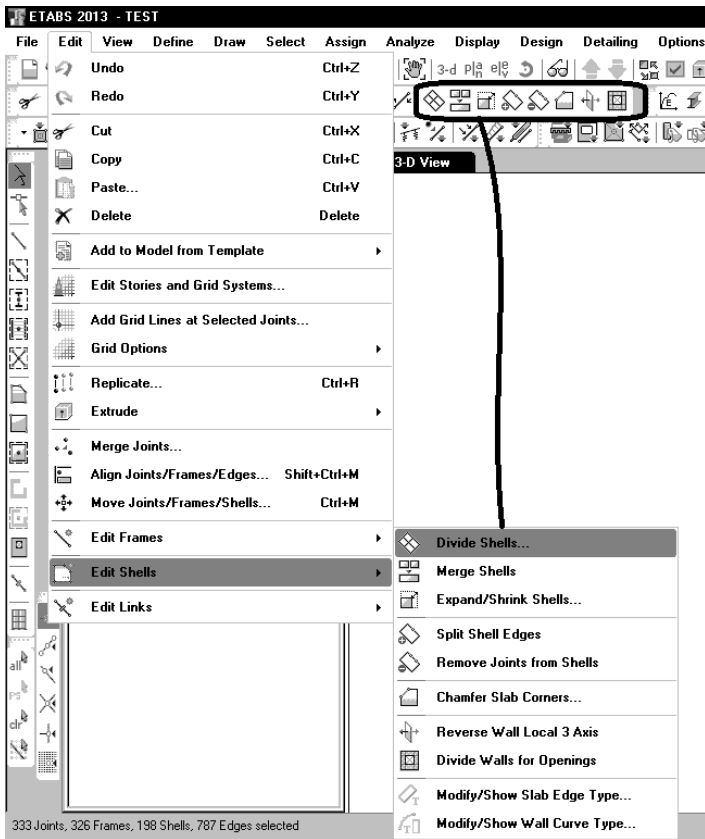 ETABS 2013 - TEST
File Edit View Define Draw Select Assign Analyze Display Design Detailing Options
Undo Ctrl+Z
Redo Ctrl+Y
Cut Ctrl+X
Copy Ctrl+C
Paste... Ctrl+V
Delete Delete
Add to Model from Template
Edit Stories and Grid Systems...
Add Grid Lines at Selected Joints...
Grid Options
Replicate... Ctrl+R
Extrude
Merge Joints...
Align Joints/Frames/Edges... Shift+Ctrl+M
Move Joints/Frames/Shells... Ctrl+M
Edit Frames
Edit Shells
Edit Links
3-d
3-D View
Divide Shells...
Merge Shells
Expand/Shrink Shells...
Split Shell Edges
Remove Joints from Shells
Chamfer Slab Corners...
Reverse Wall Local 3 Axis
Divide Walls for Openings
Modify/Show Slab Edge Type...
Modify/Show Wall Curve Type...
all
ps
clr
333 Joints, 326 Frames, 198 Shells, 787 Edges selected